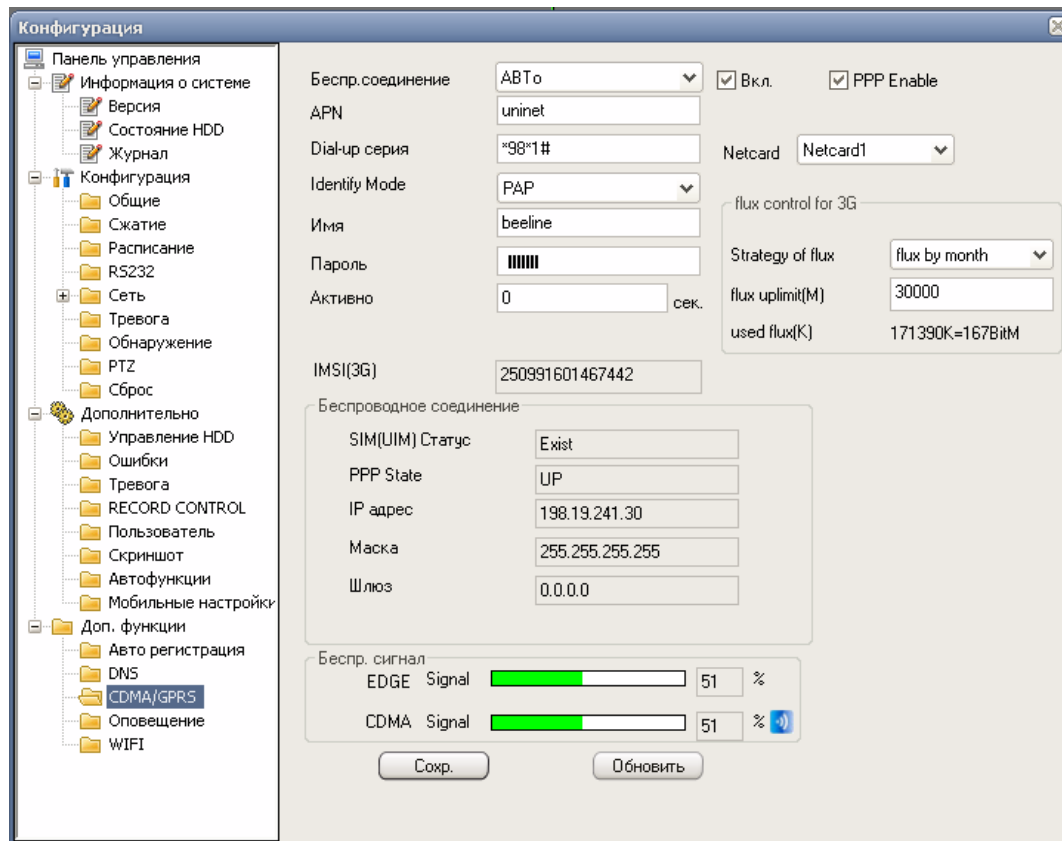 Конфигурация
Панель управления
Информация о системе
Версия
Состояние HDD
Журнал
Конфигурация
Общие
Сжатие
Расписание
RS232
Сеть
Тревога
Обнаружение
PTZ
Сброс
Дополнительно
Управление HDD
Ошибки
Тревога
RECORD CONTROL
Пользователь
Скриншот
Автофункции
Мобильные настройки
Доп. функции
Авто регистрация
DNS
CDMA/GPRS
Оповещение
WIFI
Беспр.соединение АВТо Вкл. PPP Enable
APN uninet
Dial-up серия *98*1# Netcard Netcard1
Identify Mode PAP
Имя beeline
Пароль
Активно 0 сек.
flux control for 3G
Strategy of flux flux by month
flux uplimit(M) 30000
used flux(K) 171390K=167BitM
IMSI(3G) 250991601467442
Беспроводное соединение
SIM(UIM) Статус Exist
PPP State UP
IP адрес 198.19.241.30
Маска 255.255.255.255
Шлюз 0.0.0.0
Беспр. сигнал
EDGE Signal 51 %
CDMA Signal 51 %
Сохр. Обновить